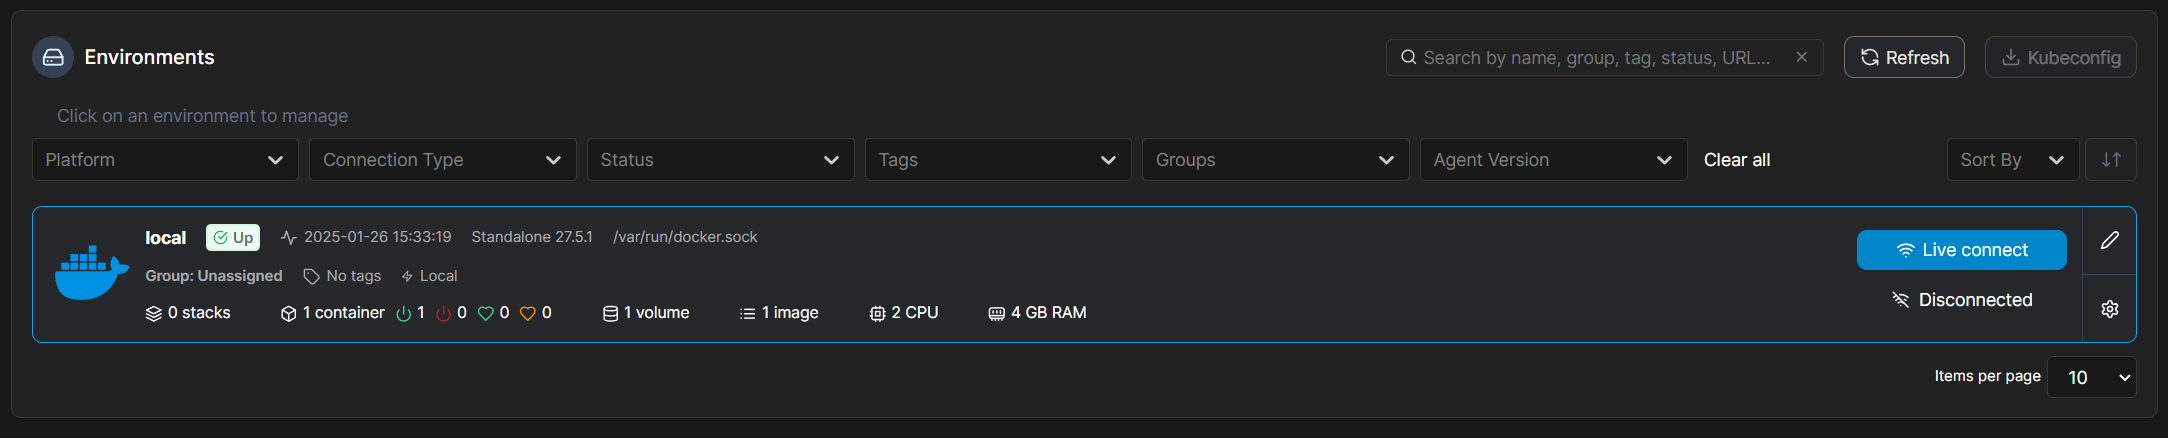 Environments
Search by name, group, tag, status, URL...
Refresh
Kubeconfig
Click on an environment to manage
Platform
Connection Type
Status
Tags
Groups
Agent Version
Clear all
Sort By
local Up 2025-01-26 15:33:19 Standalone 27.5.1 /var/run/docker.sock
Live connect
Group: Unassigned No tags Local
Disconnected
0 stacks 1 container 1 0 0 0 1 volume 1 image 2 CPU 4 GB RAM
Items per page 10